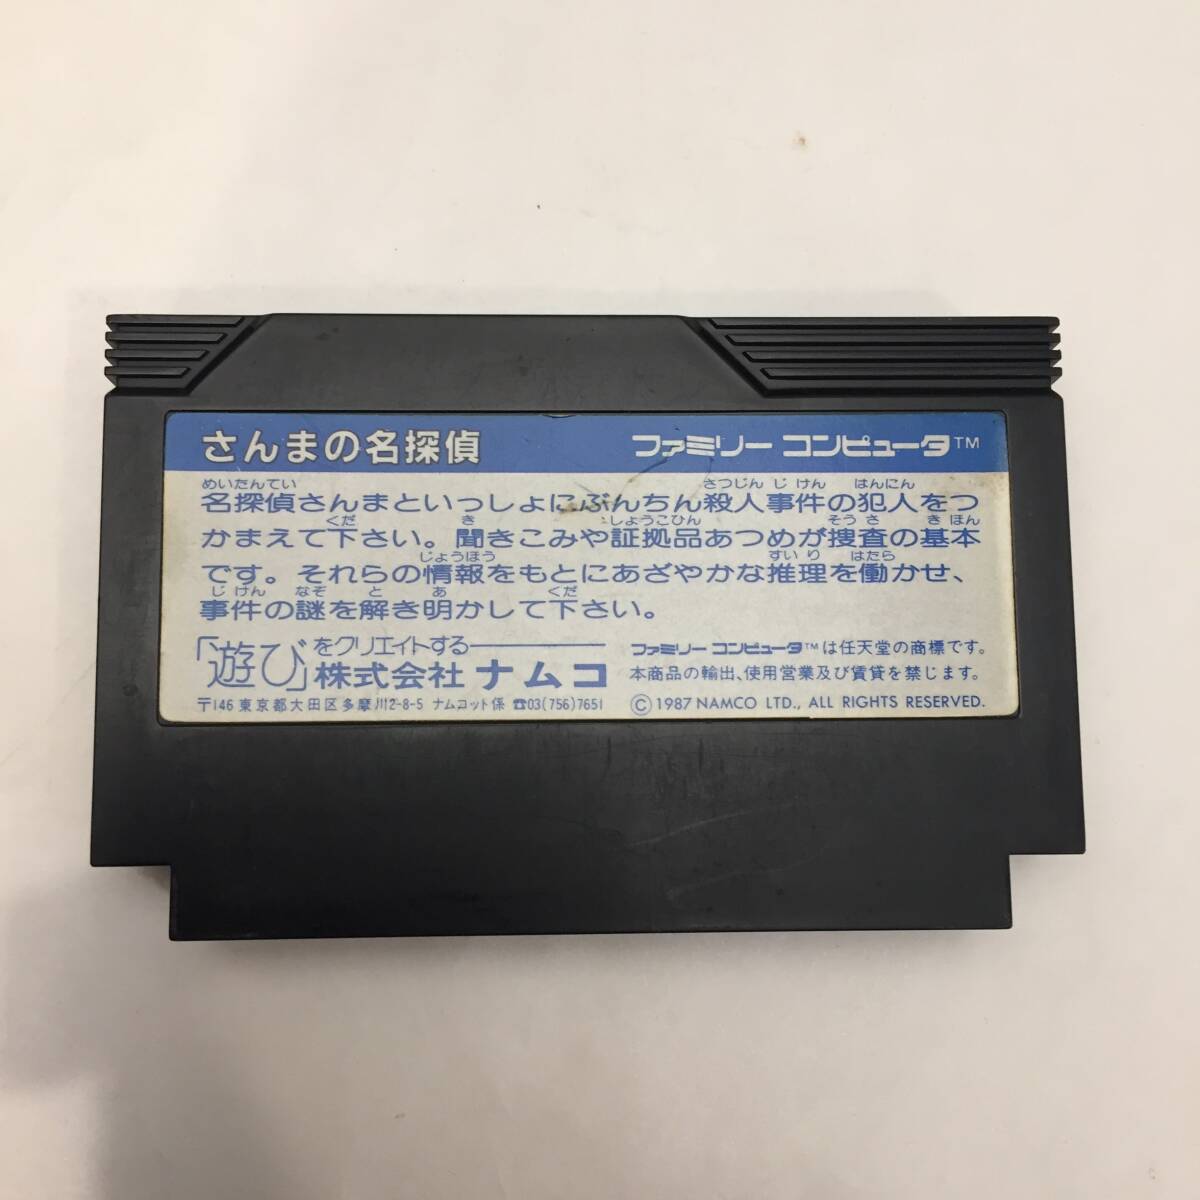 さんまの名探偵 ファミリーコンピュータ™
めいたんてい さつじんじけん はんにん
名探偵さんまといっしょにぶんちん殺人事件の犯人をつ
くだ き しょうこひん そうさ きほん
かまえて下さい。聞きこみや証拠品あつめが捜査の基本
じょうほう すいり はたら
です。それらの情報をもとにあざやかな推理を働かせ、
じけん なぞ と あ くだ
事件の謎を解き明かして下さい。
「遊び」をクリエイトする
株式会社 ナムコ
〒146 東京都大田区多摩川2-8-5 ナムコット係 ☎03(756)7651
ファミリーコンピュータ™は任天堂の商標です。
本商品の輸出、使用営業及び賃貸を禁じます。
©1987 NAMCO LTD., ALL RIGHTS RESERVED.